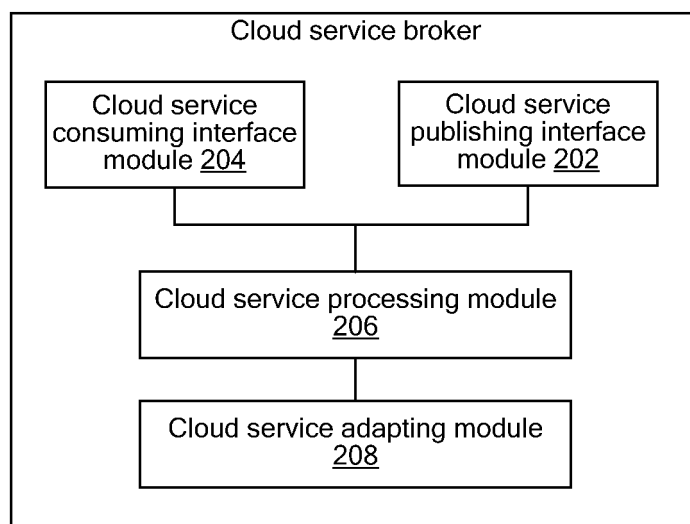 Cloud service broker
Cloud service
consuming interface
module 204
Cloud service
publishing interface
module 202
Cloud service processing module
206
Cloud service adapting module
208